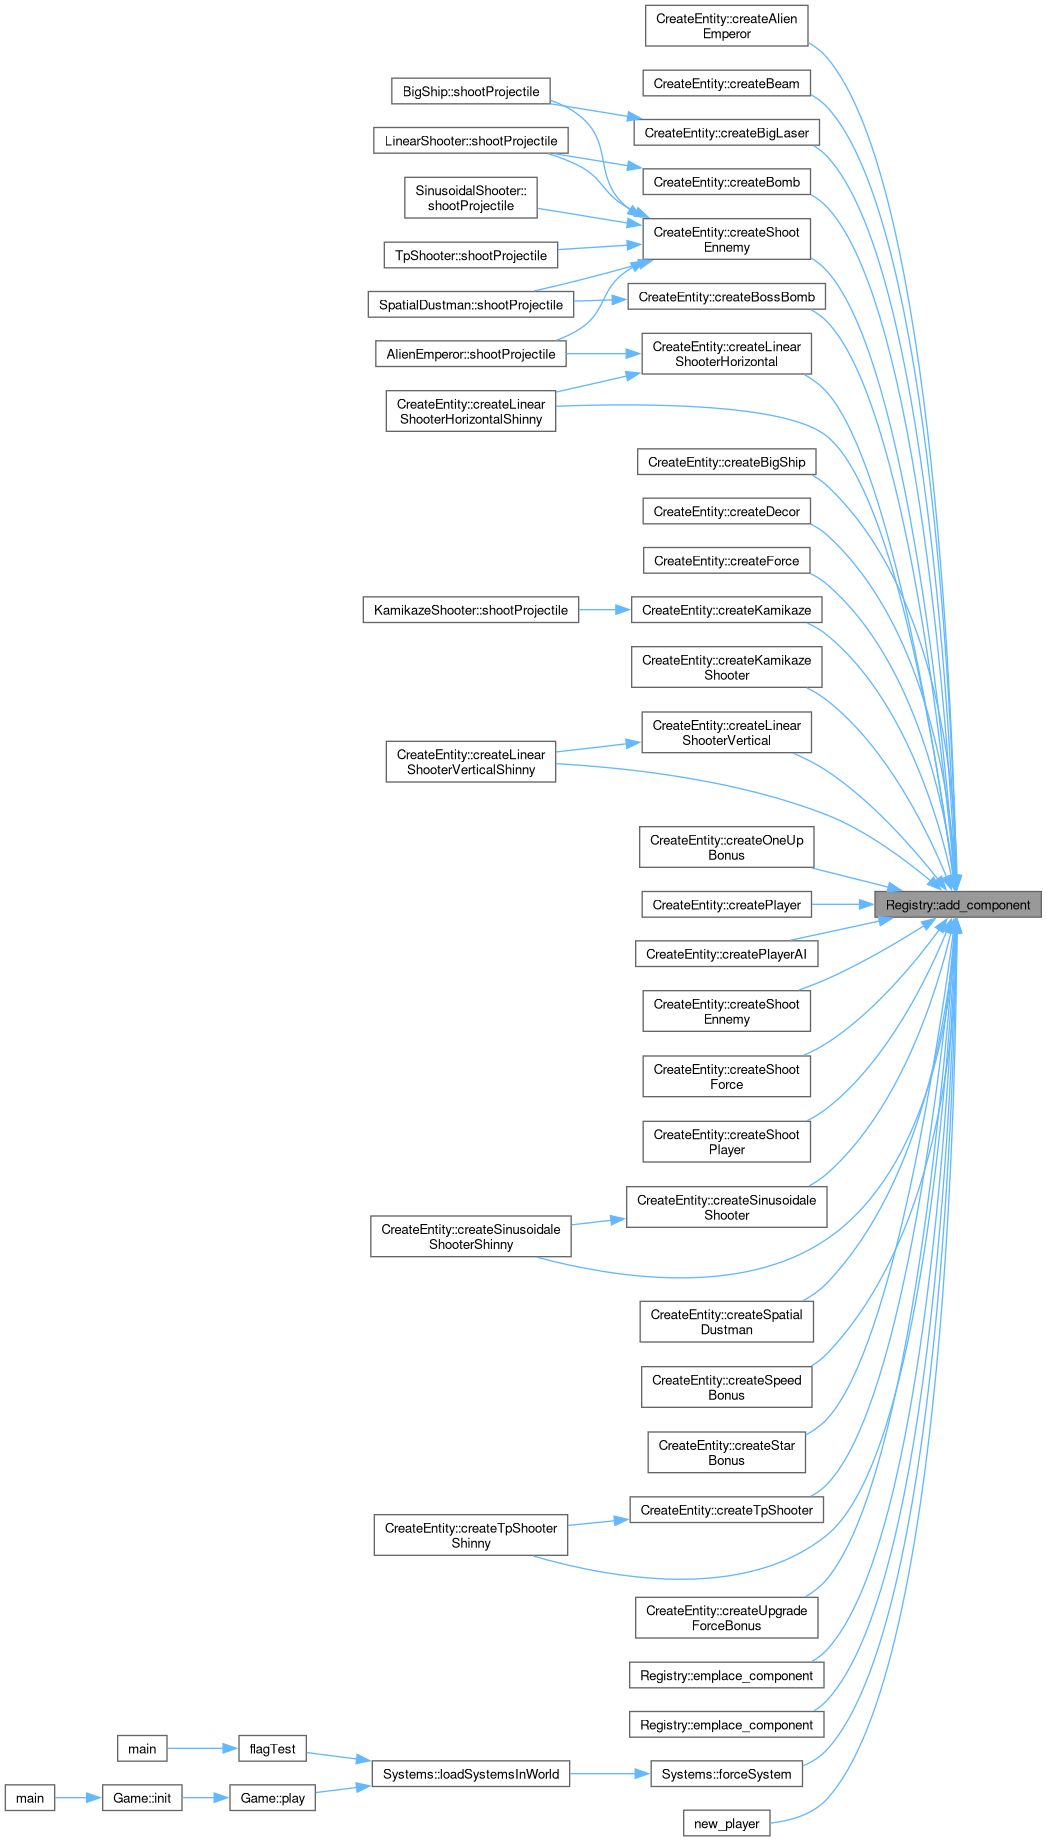 CreateEntity::createAlien
Emperor
CreateEntity::createBeam
BigShip::shootProjectile
CreateEntity::createBigLaser
LinearShooter::shootProjectile
CreateEntity::createBomb
SinusoidalShooter::
shootProjectile
CreateEntity::createShoot
Ennemy
TpShooter::shootProjectile
SpatialDustman::shootProjectile
CreateEntity::createBossBomb
AlienEmperor::shootProjectile
CreateEntity::createLinear
ShooterHorizontal
CreateEntity::createLinear
ShooterHorizontalShinny
CreateEntity::createBigShip
CreateEntity::createDecor
CreateEntity::createForce
KamikazeShooter::shootProjectile
CreateEntity::createKamikaze
CreateEntity::createKamikaze
Shooter
CreateEntity::createLinear
ShooterVertical
CreateEntity::createLinear
ShooterVerticalShinny
CreateEntity::createOneUp
Bonus
CreateEntity::createPlayer
Registry::add_component
CreateEntity::createPlayerAI
CreateEntity::createShoot
Ennemy
CreateEntity::createShoot
Force
CreateEntity::createShoot
Player
CreateEntity::createSinusoidale
Shooter
CreateEntity::createSinusoidale
ShooterShinny
CreateEntity::createSpatial
Dustman
CreateEntity::createSpeed
Bonus
CreateEntity::createStar
Bonus
CreateEntity::createTpShooter
CreateEntity::createTpShooter
Shinny
CreateEntity::createUpgrade
ForceBonus
Registry::emplace_component
Registry::emplace_component
main
flagTest
Systems::loadSystemsInWorld
Systems::forceSystem
main
Game::init
Game::play
new_player